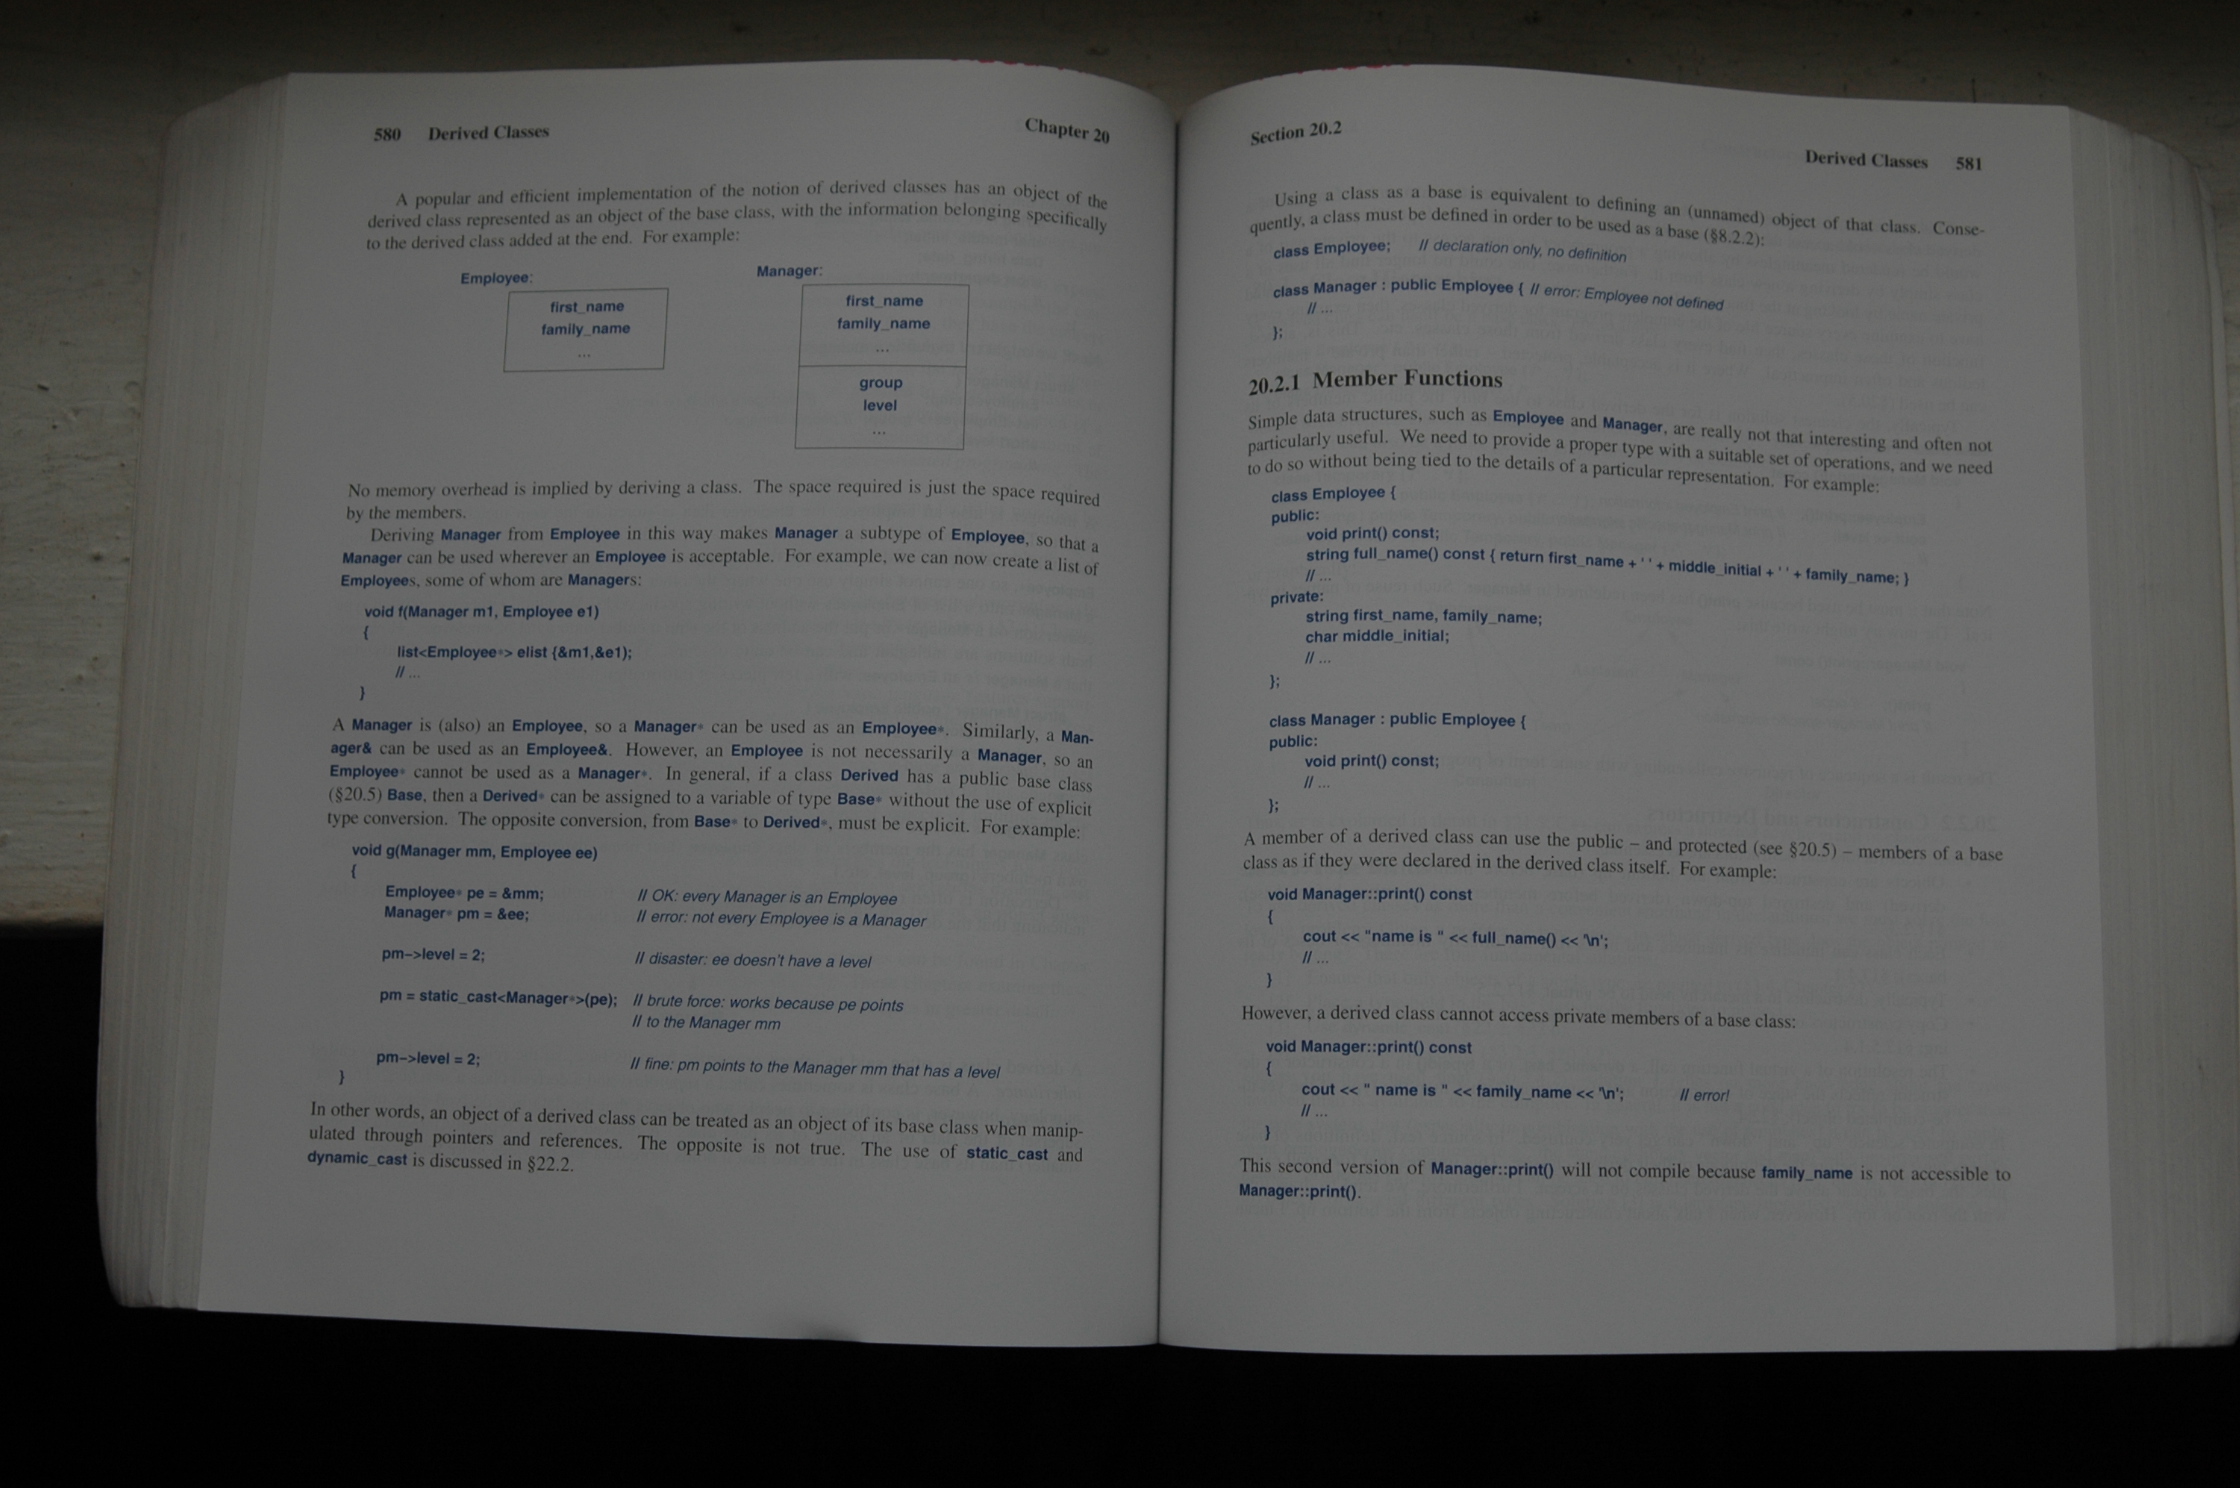 580 Derived Classes Chapter 20
A popular and efficient implementation of the notion of derived classes has an object of the
derived class represented as an object of the base class, with the information belonging specifically
to the derived class added at the end. For example:
Employee:
first_name
family_name
...
Manager:
first_name
family_name
...
group
level
...
No memory overhead is implied by deriving a class. The space required is just the space required
by the members.
Deriving Manager from Employee in this way makes Manager a subtype of Employee, so that a
Manager can be used wherever an Employee is acceptable. For example, we can now create a list of
Employees, some of whom are Managers:
void f(Manager m1, Employee e1)
{
list<Employee*> elist {&m1,&e1);
// ...
}
A Manager is (also) an Employee, so a Manager* can be used as an Employee*. Similarly, a Man-
ager& can be used as an Employee&. However, an Employee is not necessarily a Manager, so an
Employee* cannot be used as a Manager*. In general, if a class Derived has a public base class
(§20.5) Base, then a Derived* can be assigned to a variable of type Base* without the use of explicit
type conversion. The opposite conversion, from Base* to Derived*, must be explicit. For example:
void g(Manager mm, Employee ee)
{
Employee* pe = &mm; // OK: every Manager is an Employee
Manager* pm = &ee; // error: not every Employee is a Manager
pm->level = 2; // disaster: ee doesn't have a level
pm = static_cast<Manager*>(pe); // brute force: works because pe points
// to the Manager mm
pm->level = 2; // fine: pm points to the Manager mm that has a level
}
In other words, an object of a derived class can be treated as an object of its base class when manip-
ulated through pointers and references. The opposite is not true. The use of static_cast and
dynamic_cast is discussed in §22.2.
Section 20.2 Derived Classes 581
Using a class as a base is equivalent to defining an (unnamed) object of that class. Conse-
quently, a class must be defined in order to be used as a base (§8.2.2):
class Employee; // declaration only, no definition
class Manager : public Employee { // error: Employee not defined
// ...
};
20.2.1 Member Functions
Simple data structures, such as Employee and Manager, are really not that interesting and often not
particularly useful. We need to provide a proper type with a suitable set of operations, and we need
to do so without being tied to the details of a particular representation. For example:
class Employee {
public:
void print() const;
string full_name() const { return first_name + ' ' + middle_initial + ' ' + family_name; }
// ...
private:
string first_name, family_name;
char middle_initial;
// ...
};
class Manager : public Employee {
public:
void print() const;
// ...
};
A member of a derived class can use the public – and protected (see §20.5) – members of a base
class as if they were declared in the derived class itself. For example:
void Manager::print() const
{
cout << "name is " << full_name() << '\n';
// ...
}
However, a derived class cannot access private members of a base class:
void Manager::print() const
{
cout << " name is " << family_name << '\n'; // error!
// ...
}
This second version of Manager::print() will not compile because family_name is not accessible to
Manager::print().